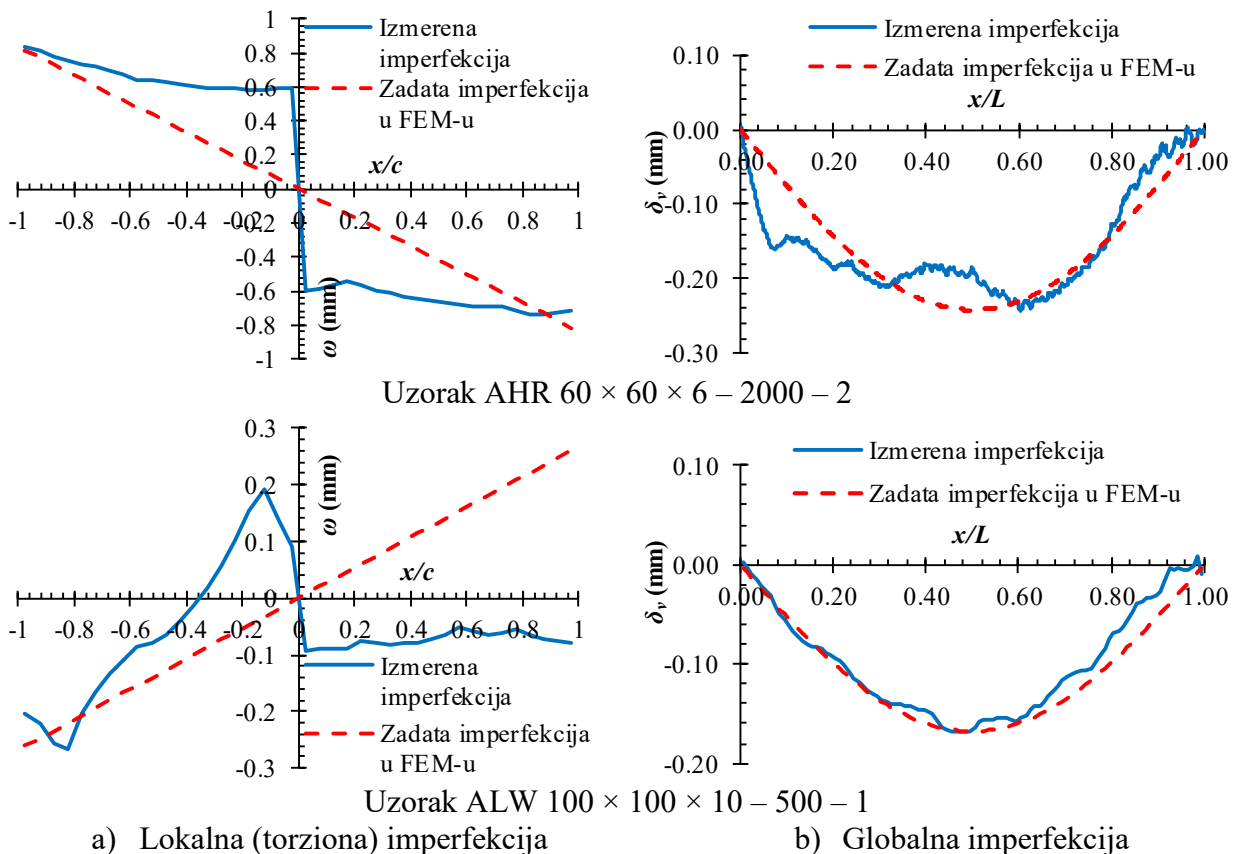 1
0.8
0.6
0.4
0.2
0
-0.2
-0.4
-0.6
-0.8
-1
-1 -0.8 -0.6 -0.4 -0.2 0 0.2 0.4 0.6 0.8 1
x/c
ω (mm)
Izmerena
imperfekcija
Zadata imperfekcija
u FEM-u
0.10
0.00
-0.10
-0.20
-0.30
0.00 0.20 0.40 0.60 0.80 1.00
x/L
δv (mm)
Izmerena imperfekcija
Zadata imperfekcija u FEM-u
Uzorak AHR 60 × 60 × 6 – 2000 – 2
0.3
0.2
0.1
0
-0.1
-0.2
-0.3
-1 -0.8 -0.6 -0.4 -0.2 0 0.2 0.4 0.6 0.8 1
x/c
ω (mm)
Izmerena
imperfekcija
Zadata imperfekcija
u FEM-u
0.10
0.00
-0.10
-0.20
0.00 0.20 0.40 0.60 0.80 1.00
x/L
δv (mm)
Izmerena imperfekcija
Zadata imperfekcija u FEM-u
Uzorak ALW 100 × 100 × 10 – 500 – 1
a) Lokalna (torziona) imperfekcija
b) Globalna imperfekcija